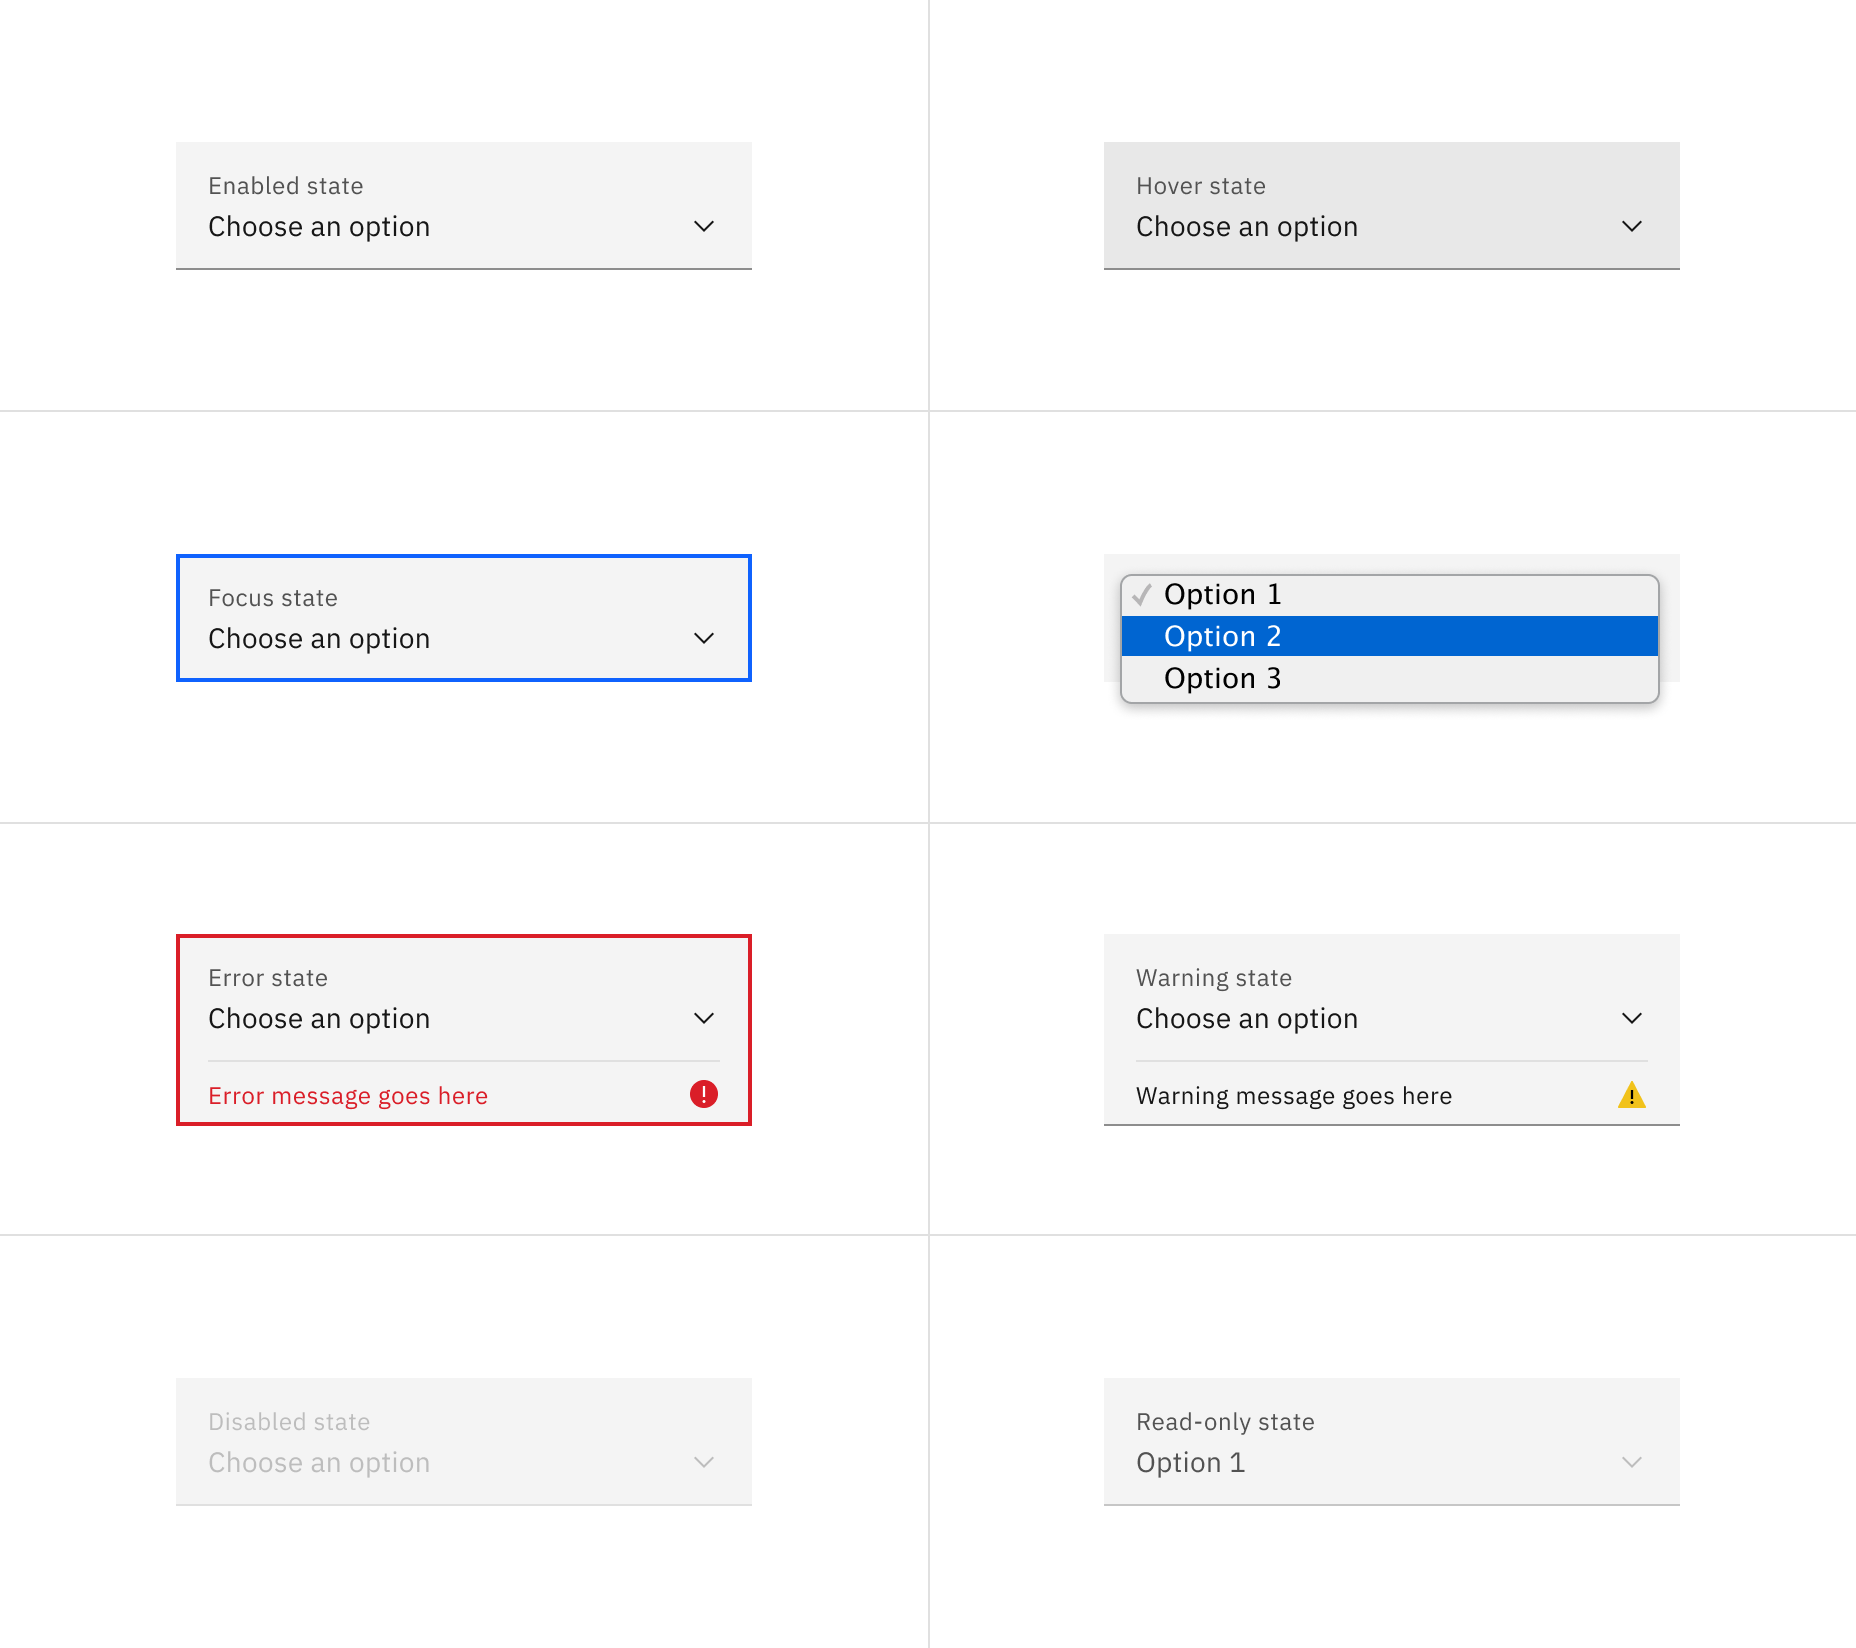 Enabled state
Choose an option
Hover state
Choose an option
Focus state
Choose an option
Option 1
Option 2
Option 3
Error state
Choose an option
Error message goes here
Warning state
Choose an option
Warning message goes here
Disabled state
Choose an option
Read-only state
Option 1